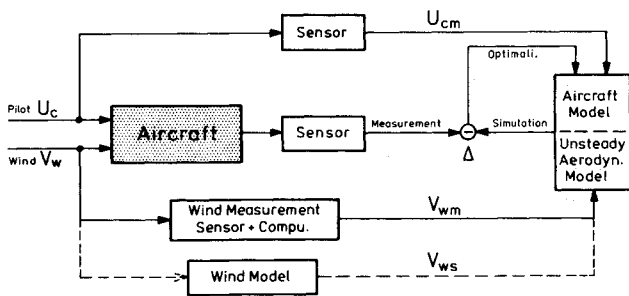 Sensor
U_cm
Optimali.
Pilot U_c
Aircraft
Sensor
Measurement
Δ
Simutation
Aircraft
Model
Unsteady
Aerodyn.
Model
Wind V_w
Wind Measurement
Sensor + Compu.
V_wm
Wind Model
V_ws